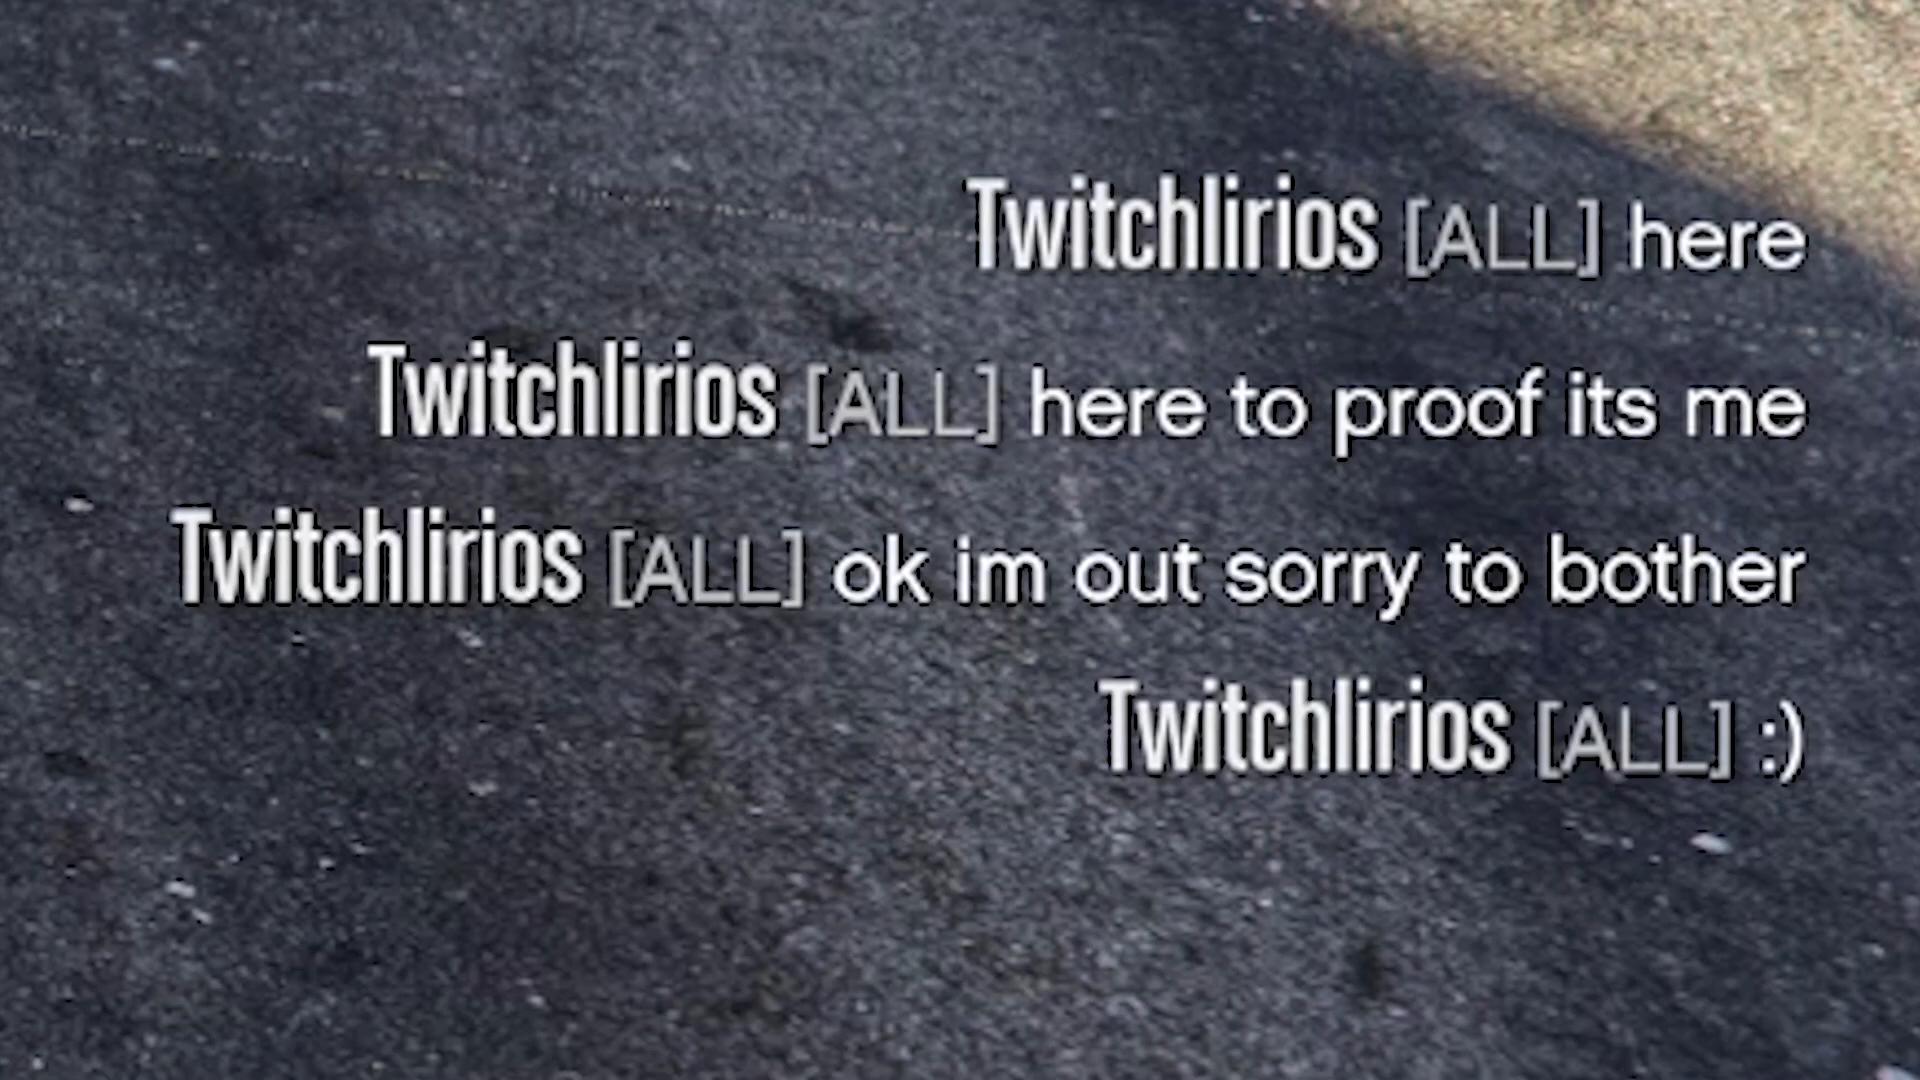 Twitchlirios [ALL] here
Twitchlirios [ALL] here to proof its me
Twitchlirios [ALL] ok im out sorry to bother
Twitchlirios [ALL] :)